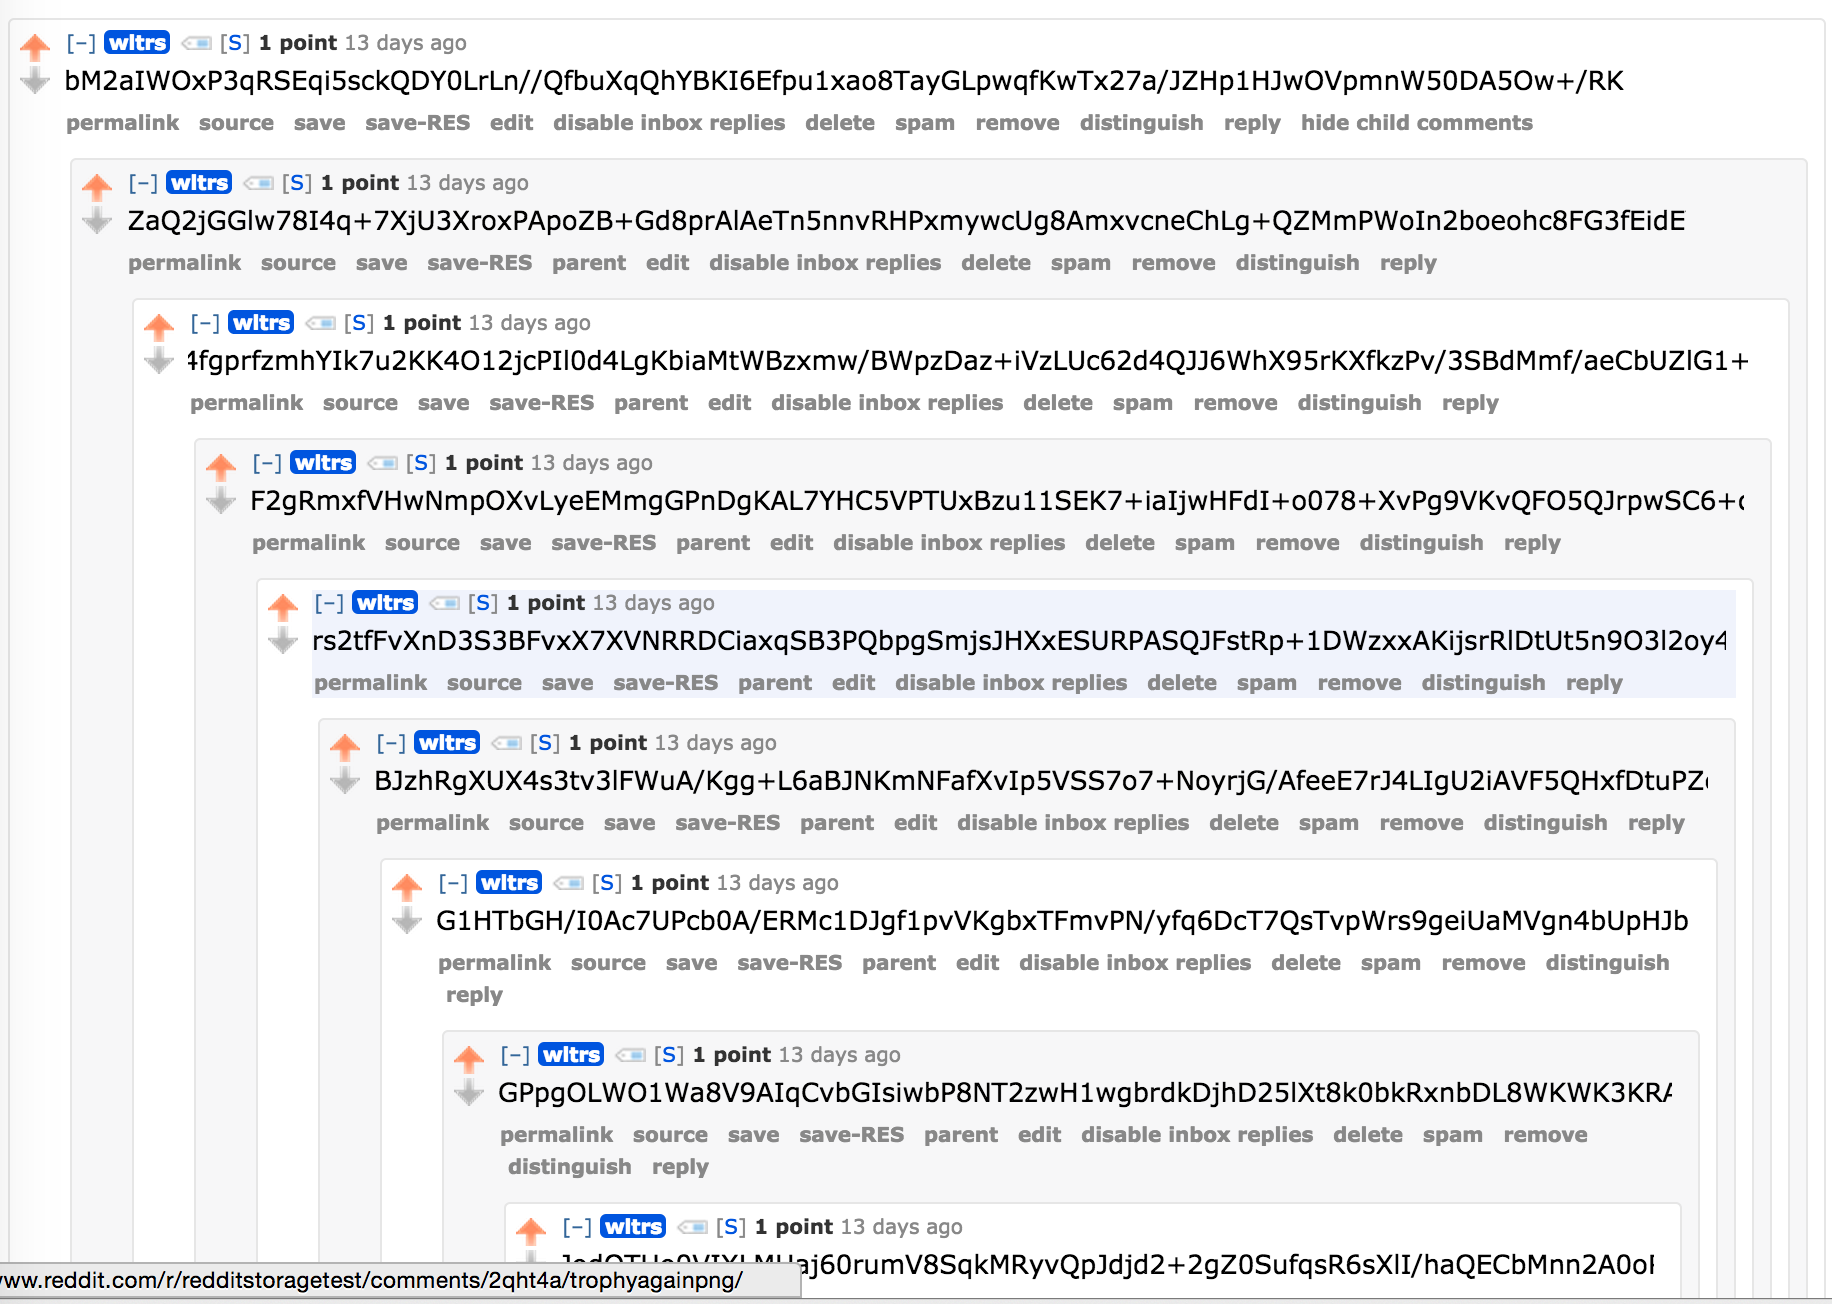 [-] wltrs [S] 1 point 13 days ago
bM2aIWOxP3qRSEqi5sckQDY0LrLn//QfbuXqQhYBKI6Efpu1xao8TayGLpwqfKwTx27a/JZHp1HJwOVpmnW50DA5Ow+/RK
permalink source save save-RES edit disable inbox replies delete spam remove distinguish reply hide child comments
[-] wltrs [S] 1 point 13 days ago
ZaQ2jGGlw78I4q+7XjU3XroxPApoZB+Gd8prAlAeTn5nnvRHPxmywcUg8AmxvcneChLg+QZMmPWoIn2boeohc8FG3fEidE
permalink source save save-RES parent edit disable inbox replies delete spam remove distinguish reply
[-] wltrs [S] 1 point 13 days ago
4fgprfzmhYIk7u2KK4O12jcPIl0d4LgKbiaMtWBzxmw/BWpzDaz+iVzLUc62d4QJJ6WhX95rKXfkzPv/3SBdMmf/aeCbUZlG1+
permalink source save save-RES parent edit disable inbox replies delete spam remove distinguish reply
[-] wltrs [S] 1 point 13 days ago
F2gRmxfVHwNmpOXvLyeEMmgGPnDgKAL7YHC5VPTUxBzu11SEK7+iaIjwHFdI+o078+XvPg9VKvQFO5QJrpwSC6+
permalink source save save-RES parent edit disable inbox replies delete spam remove distinguish reply
[-] wltrs [S] 1 point 13 days ago
rs2tfFvXnD3S3BFvxX7XVNRRDCiaxqSB3PQbpgSmjsJHXxESURPASQJFstRp+1DWzxxAKijsrRlDtUt5n9O3l2oy4
permalink source save save-RES parent edit disable inbox replies delete spam remove distinguish reply
[-] wltrs [S] 1 point 13 days ago
BJzhRgXUX4s3tv3lFWuA/Kgg+L6aBJNKmNFafXvIp5VSS7o7+NoyrjG/AfeeE7rJ4LIgU2iAVF5QHxfDtuPZ
permalink source save save-RES parent edit disable inbox replies delete spam remove distinguish reply
[-] wltrs [S] 1 point 13 days ago
G1HTbGH/I0Ac7UPcb0A/ERMc1DJgf1pvVKgbxTFmvPN/yfq6DcT7QsTvpWrs9geiUaMVgn4bUpHJb
permalink source save save-RES parent edit disable inbox replies delete spam remove distinguish
reply
[-] wltrs [S] 1 point 13 days ago
GPpgOLWO1Wa8V9AIqCvbGIsiwbP8NT2zwH1wgbrdkDjhD25lXt8k0bkRxnbDL8WKWK3KRA
permalink source save save-RES parent edit disable inbox replies delete spam remove
distinguish reply
[-] wltrs [S] 1 point 13 days ago
aj60rumV8SqkMRyvQpJdjd2+2gZ0SufqsR6sXlI/haQECbMnn2A0o
www.reddit.com/r/redditstoragetest/comments/2qht4a/trophyagainpng/